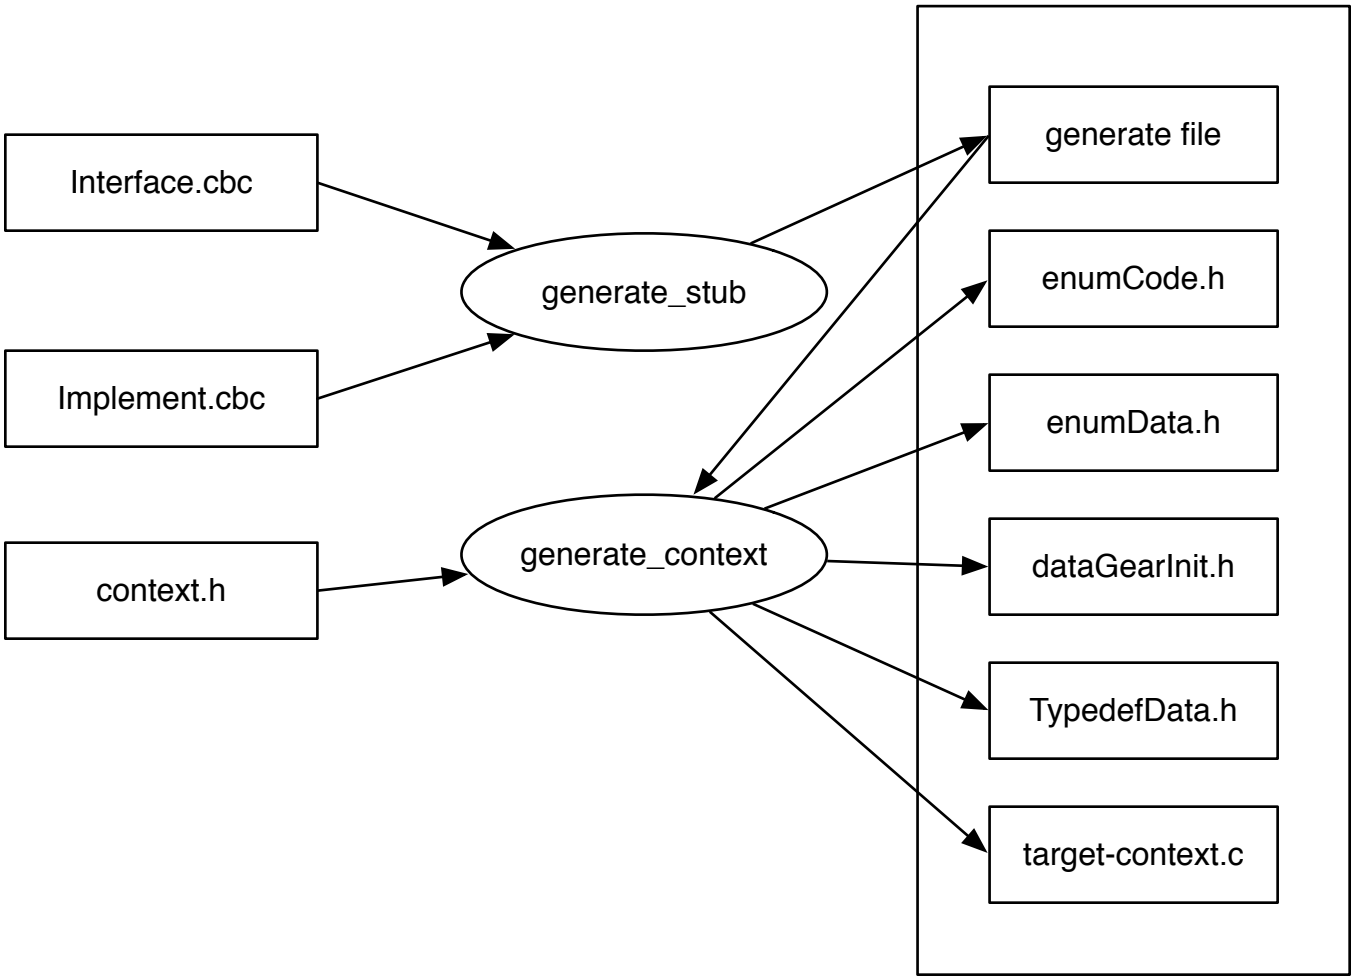 Interface.cbc
Implement.cbc
context.h
generate_stub
generate_context
generate file
enumCode.h
enumData.h
dataGearInit.h
TypedefData.h
target-context.c